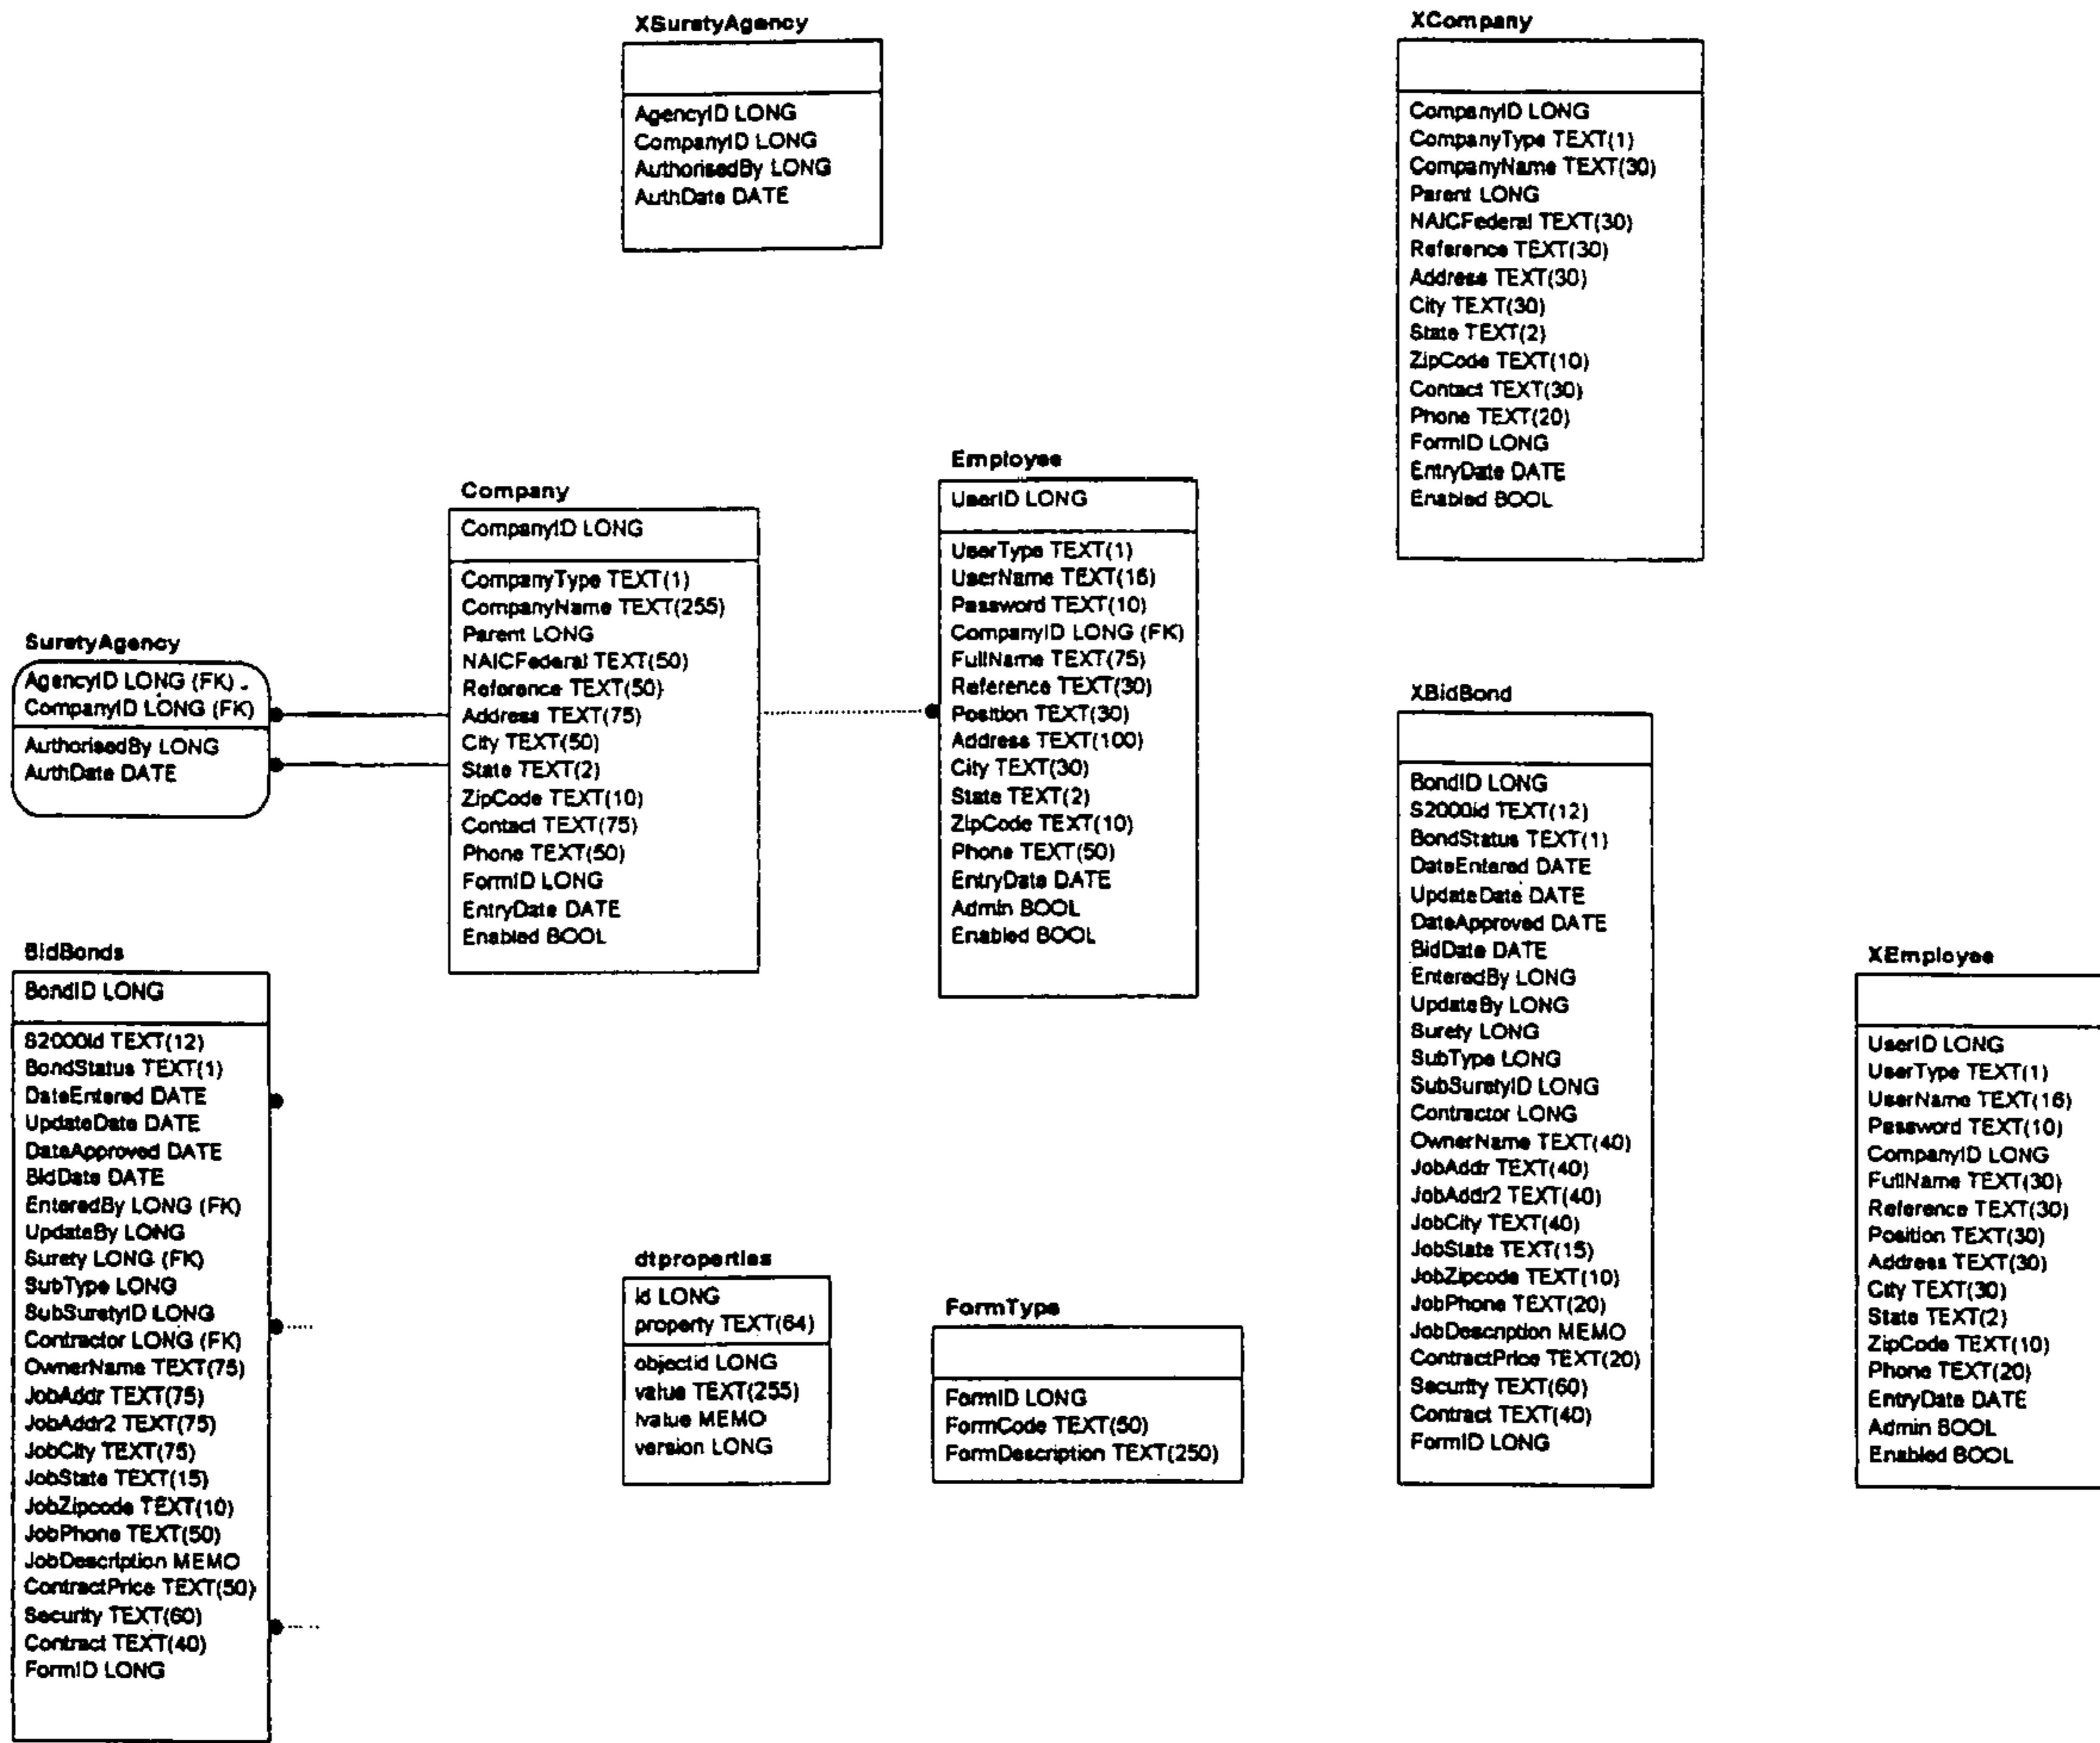 XSuretyAgency
AgencyID LONG
CompanyID LONG
AuthorisedBy LONG
AuthDate DATE
XCompany
CompanyID LONG
CompanyType TEXT(1)
CompanyName TEXT(30)
Parent LONG
NAICFederal TEXT(30)
Reference TEXT(30)
Address TEXT(30)
City TEXT(30)
State TEXT(2)
ZipCode TEXT(10)
Contact TEXT(30)
Phone TEXT(20)
FormID LONG
EntryDate DATE
Enabled BOOL
Company
CompanyID LONG
CompanyType TEXT(1)
CompanyName TEXT(255)
Parent LONG
NAICFederal TEXT(50)
Reference TEXT(50)
Address TEXT(75)
City TEXT(50)
State TEXT(2)
ZipCode TEXT(10)
Contact TEXT(75)
Phone TEXT(50)
FormID LONG
EntryDate DATE
Enabled BOOL
Employee
UserID LONG
UserType TEXT(1)
UserName TEXT(16)
Password TEXT(10)
CompanyID LONG (FK)
FullName TEXT(75)
Reference TEXT(30)
Position TEXT(30)
Address TEXT(100)
City TEXT(30)
State TEXT(2)
ZipCode TEXT(10)
Phone TEXT(50)
EntryDate DATE
Admin BOOL
Enabled BOOL
SuretyAgency
AgencyID LONG (FK)
CompanyID LONG (FK)
AuthorisedBy LONG
AuthDate DATE
BidBonds
BondID LONG
S2000id TEXT(12)
BondStatus TEXT(1)
DateEntered DATE
UpdateDate DATE
DateApproved DATE
BidDate DATE
EnteredBy LONG (FK)
UpdateBy LONG
Surety LONG (FK)
SubType LONG
SubSuretyID LONG
Contractor LONG (FK)
OwnerName TEXT(75)
JobAddr TEXT(75)
JobAddr2 TEXT(75)
JobCity TEXT(75)
JobState TEXT(15)
JobZipcode TEXT(10)
JobPhone TEXT(50)
JobDescription MEMO
ContractPrice TEXT(50)
Security TEXT(60)
Contract TEXT(40)
FormID LONG
dtproperties
id LONG
property TEXT(64)
objectid LONG
value TEXT(255)
lvalue MEMO
version LONG
FormType
FormID LONG
FormCode TEXT(50)
FormDescription TEXT(250)
XBidBond
BondID LONG
S2000id TEXT(12)
BondStatus TEXT(1)
DateEntered DATE
UpdateDate DATE
DateApproved DATE
BidDate DATE
EnteredBy LONG
UpdateBy LONG
Surety LONG
SubType LONG
SubSuretyID LONG
Contractor LONG
OwnerName TEXT(40)
JobAddr TEXT(40)
JobAddr2 TEXT(40)
JobCity TEXT(40)
JobState TEXT(15)
JobZipcode TEXT(10)
JobPhone TEXT(20)
JobDescription MEMO
ContractPrice TEXT(20)
Security TEXT(60)
Contract TEXT(40)
FormID LONG
XEmployee
UserID LONG
UserType TEXT(1)
UserName TEXT(16)
Password TEXT(10)
CompanyID LONG
FullName TEXT(30)
Reference TEXT(30)
Position TEXT(30)
Address TEXT(30)
City TEXT(30)
State TEXT(2)
ZipCode TEXT(10)
Phone TEXT(20)
EntryDate DATE
Admin BOOL
Enabled BOOL